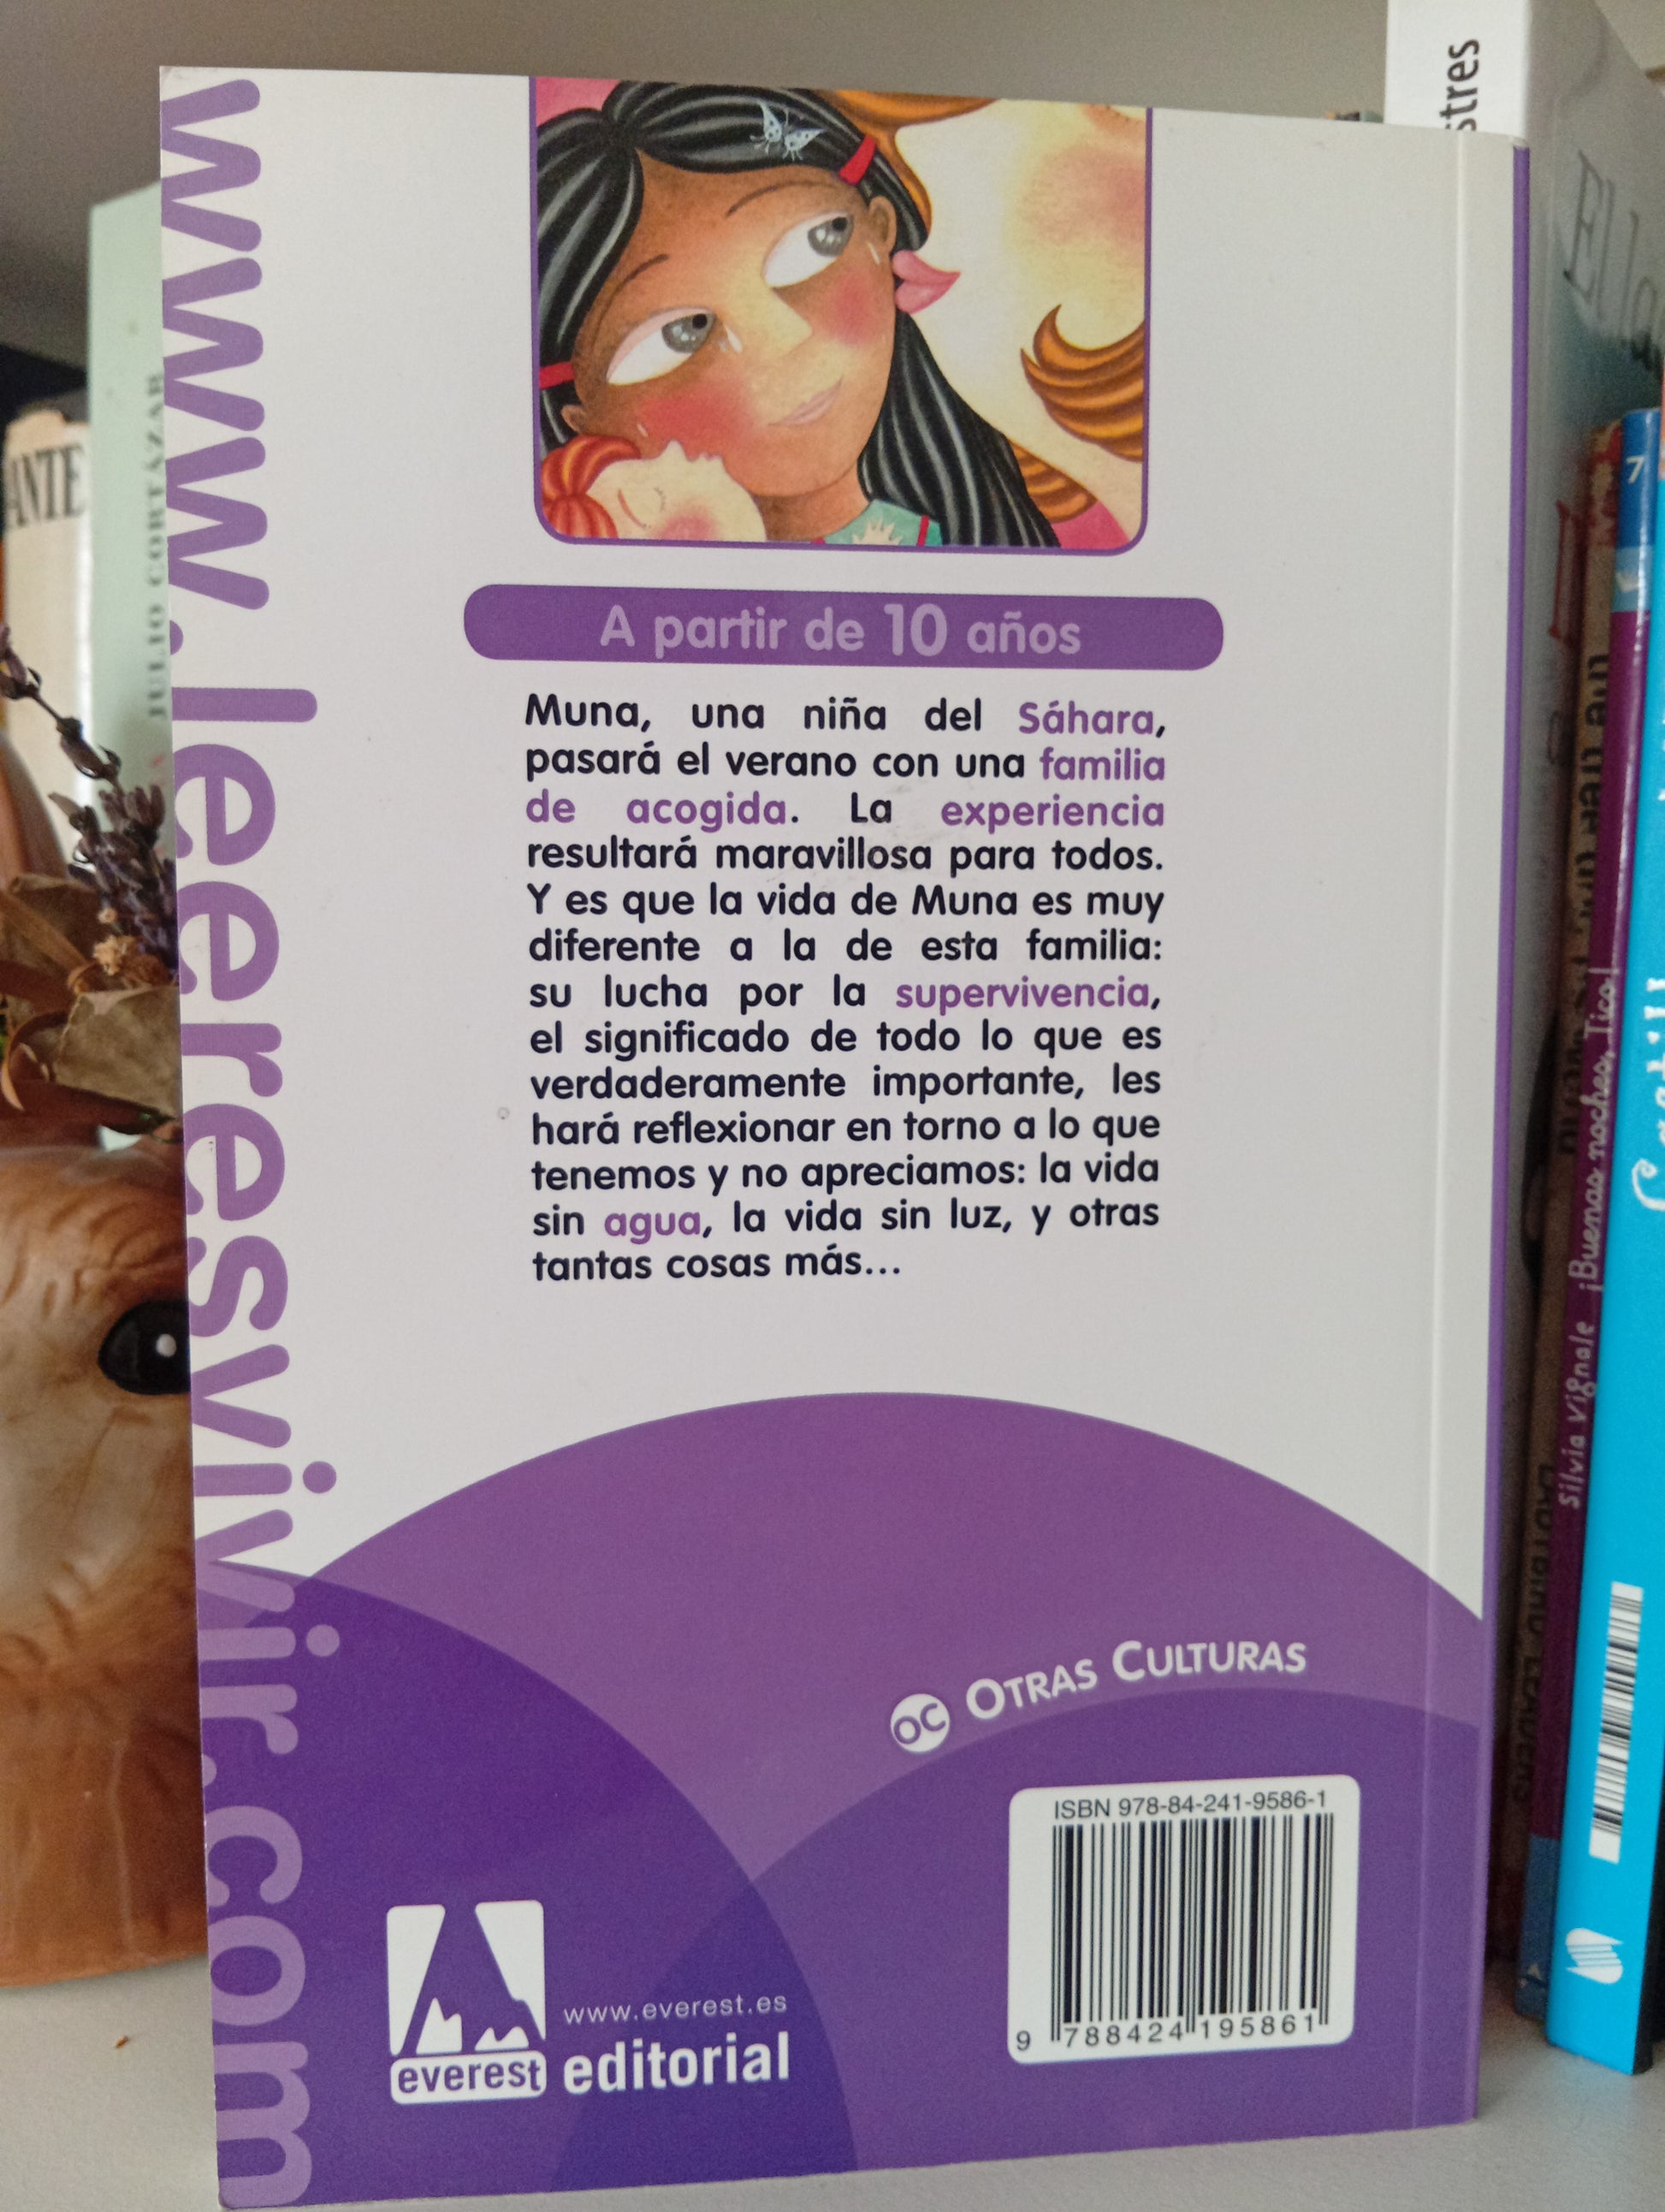 www.leeresvivir.com
A partir de 10 años
Muna, una niña del Sáhara,
pasará el verano con una familia
de acogida. La experiencia
resultará maravillosa para todos.
Y es que la vida de Muna es muy
diferente a la de esta familia:
su lucha por la supervivencia,
el significado de todo lo que es
verdaderamente importante, les
hará reflexionar en torno a lo que
tenemos y no apreciamos: la vida
sin agua, la vida sin luz, y otras
tantas cosas más...
OC OTRAS CULTURAS
ISBN 978-84-241-9586-1
9 788424 195861
www.everest.es
everest editorial
JULIO CORTÁZAR
ANTE
stres
7
Silvia Vignale ¡Buenas noches, Tico!